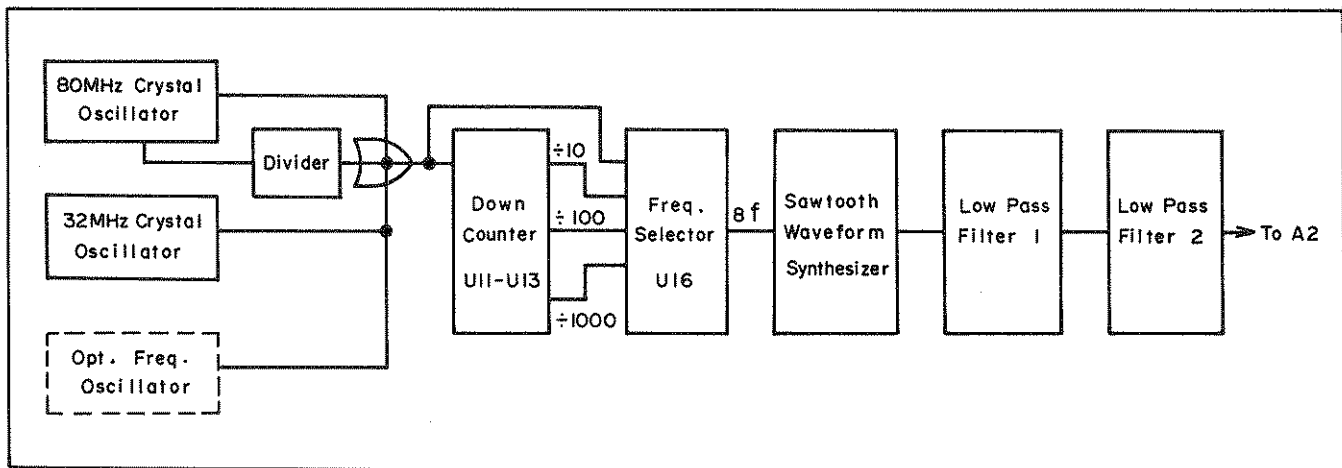 80MHz Crystal
Oscillator
Divider
32MHz Crystal
Oscillator
Opt. Freq.
Oscillator
Down
Counter
U11-U13
÷10
÷100
÷1000
Freq.
Selector
U16
8f
Sawtooth
Waveform
Synthesizer
Low Pass
Filter 1
Low Pass
Filter 2
To A2